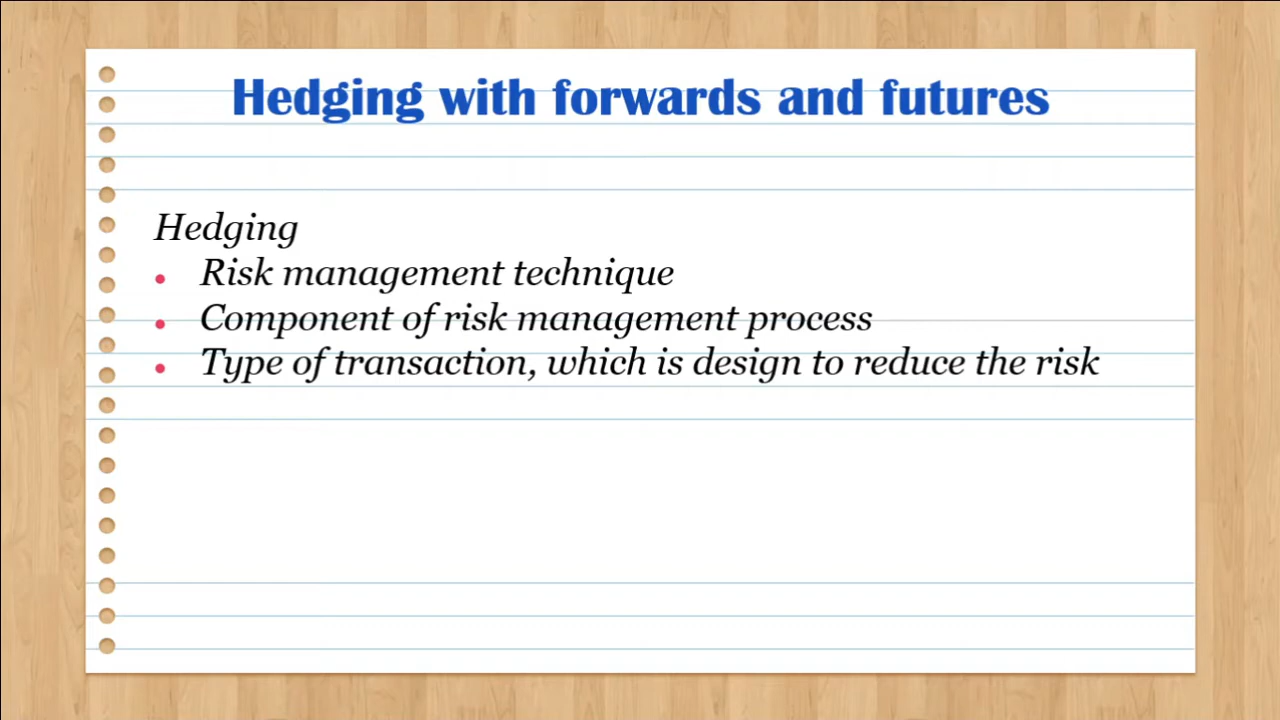 Hedging with forwards and futures
Hedging
• Risk management technique
• Component of risk management process
• Type of transaction, which is design to reduce the risk